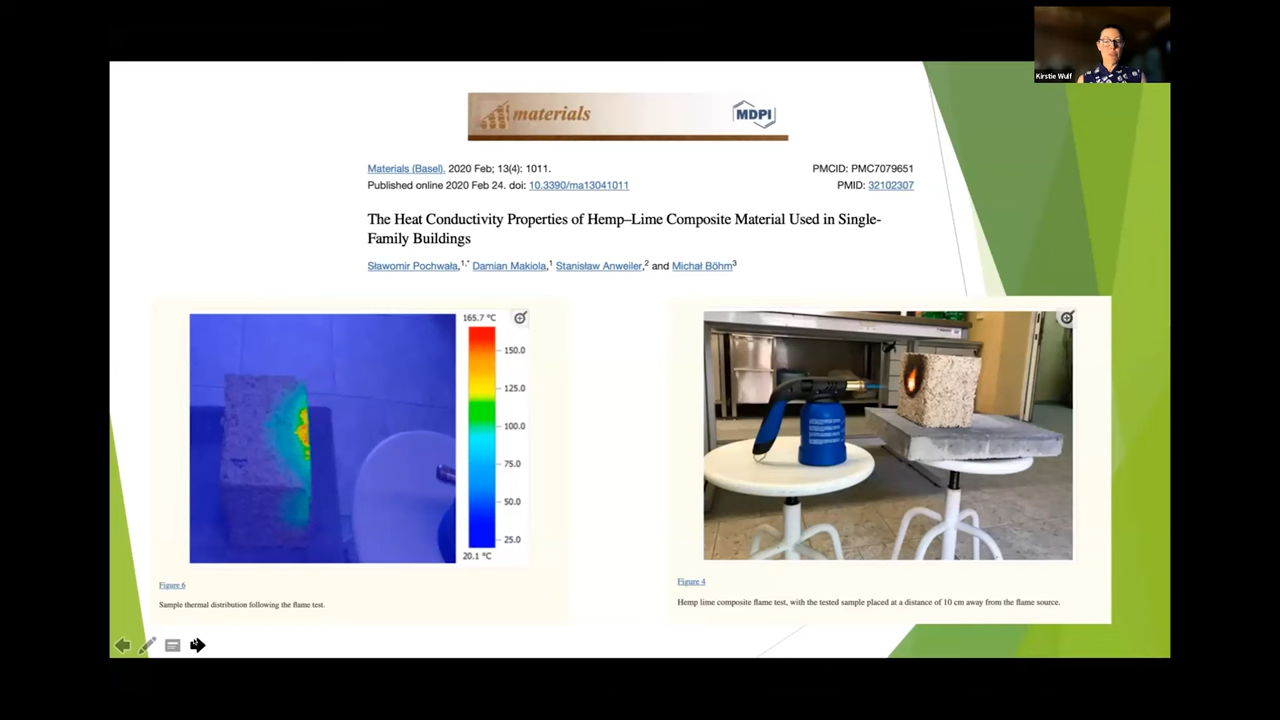 Kirstie Wulf
materials
MDPI
Materials (Basel). 2020 Feb; 13(4): 1011.
PMCID: PMC7079651
Published online 2020 Feb 24. doi: 10.3390/ma13041011
PMID: 32102307
The Heat Conductivity Properties of Hemp–Lime Composite Material Used in Single-
Family Buildings
Sławomir Pochwała,1,* Damian Makiola,1 Stanisław Anweiler,2 and Michał Böhm3
165.7 °C
150.0
125.0
100.0
75.0
50.0
25.0
20.1 °C
Figure 6
Sample thermal distribution following the flame test.
Figure 4
Hemp lime composite flame test, with the tested sample placed at a distance of 10 cm away from the flame source.